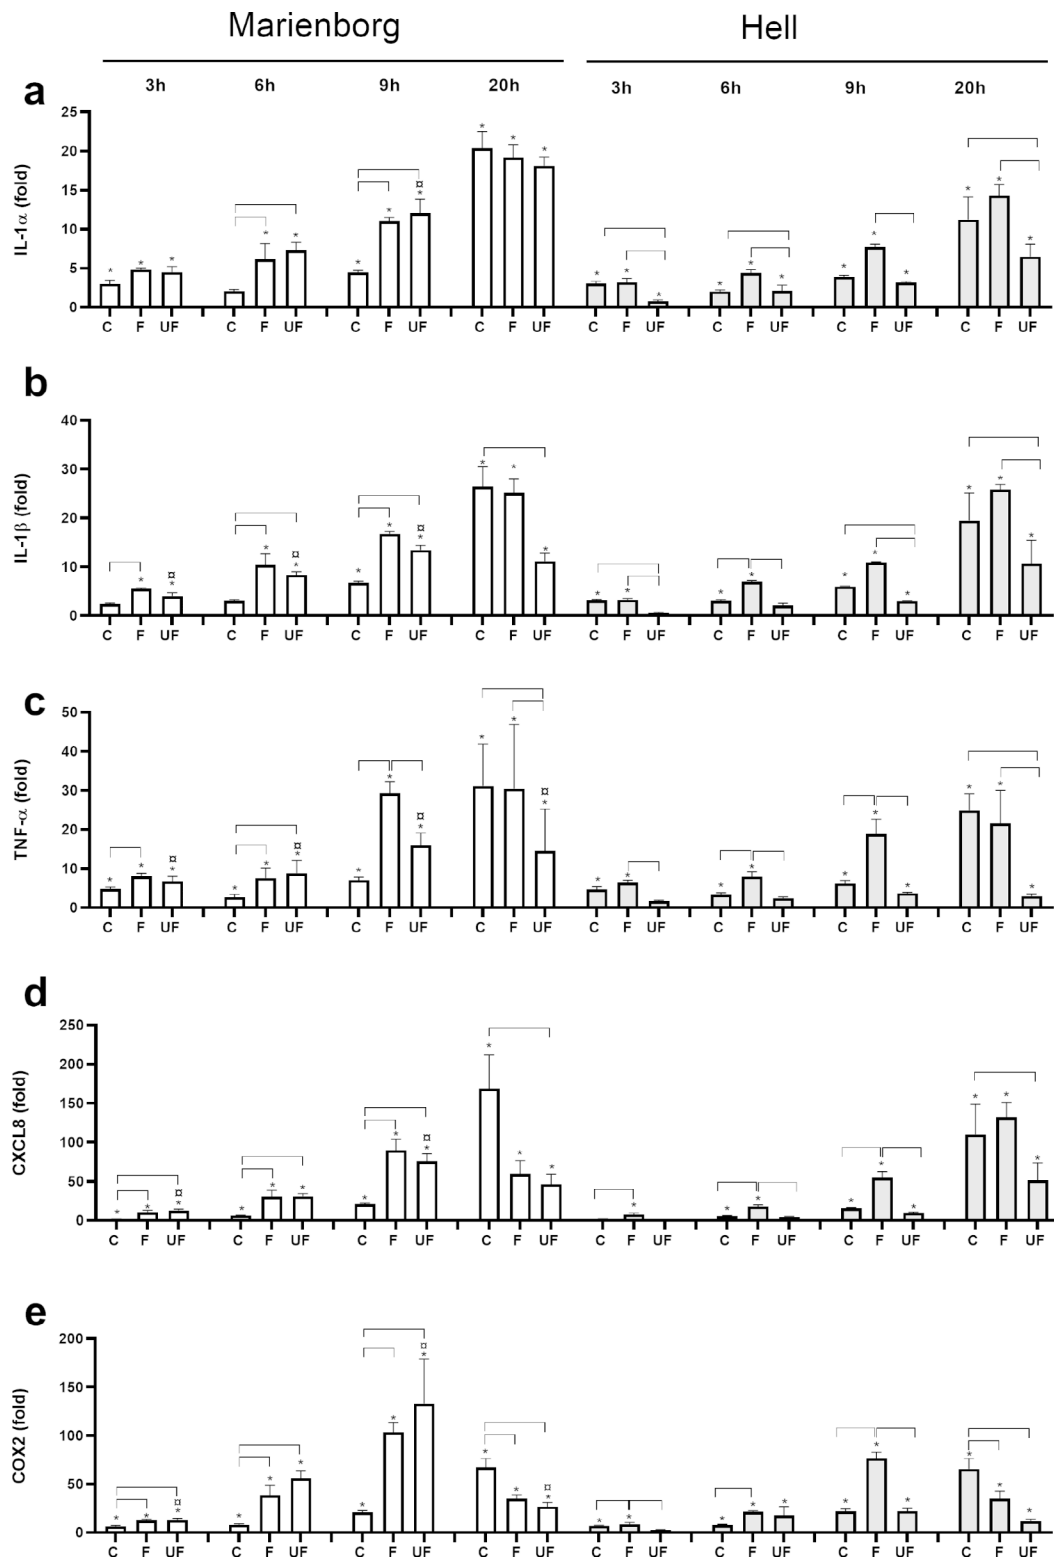 Marienborg Hell
3h 6h 9h 20h 3h 6h 9h 20h
a
IL-1α (fold)
25
20
15
10
5
0
C F UF C F UF C F UF C F UF C F UF C F UF C F UF C F UF
* * * * * * * ¤ * * * * * * * * * * * * * * * *
b
IL-1β (fold)
40
30
20
10
0
C F UF C F UF C F UF C F UF C F UF C F UF C F UF C F UF
c
TNF-α (fold)
50
40
30
20
10
0
C F UF C F UF C F UF C F UF C F UF C F UF C F UF C F UF
d
CXCL8 (fold)
250
200
150
100
50
0
C F UF C F UF C F UF C F UF C F UF C F UF C F UF C F UF
e
COX2 (fold)
200
150
100
50
0
C F UF C F UF C F UF C F UF C F UF C F UF C F UF C F UF